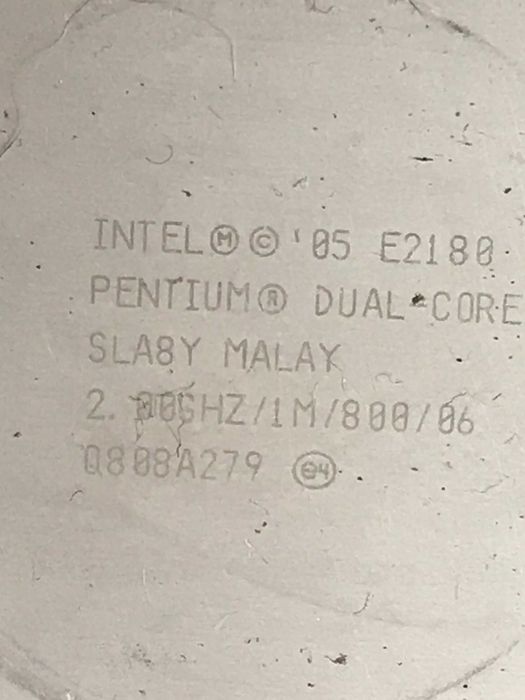 INTEL Ⓜ © '05 E2180
PENTIUM® DUAL-CORE
SLA8Y MALAY
2.00GHZ/1M/800/06
Q808A279 e4